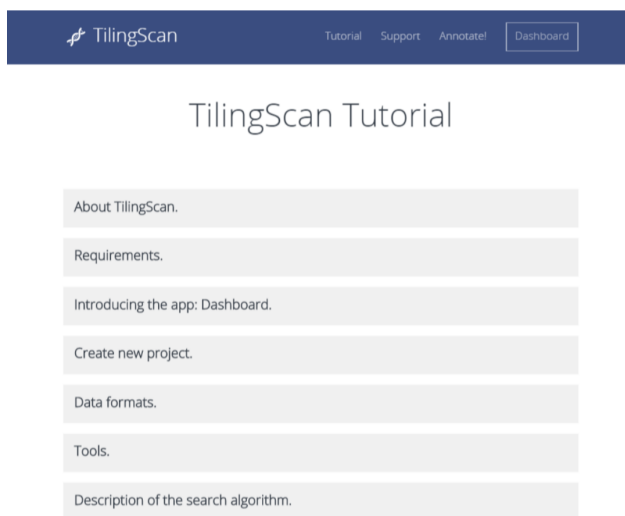 TilingScan
Tutorial Support Annotate! Dashboard
TilingScan Tutorial
About TilingScan.
Requirements.
Introducing the app: Dashboard.
Create new project.
Data formats.
Tools.
Description of the search algorithm.